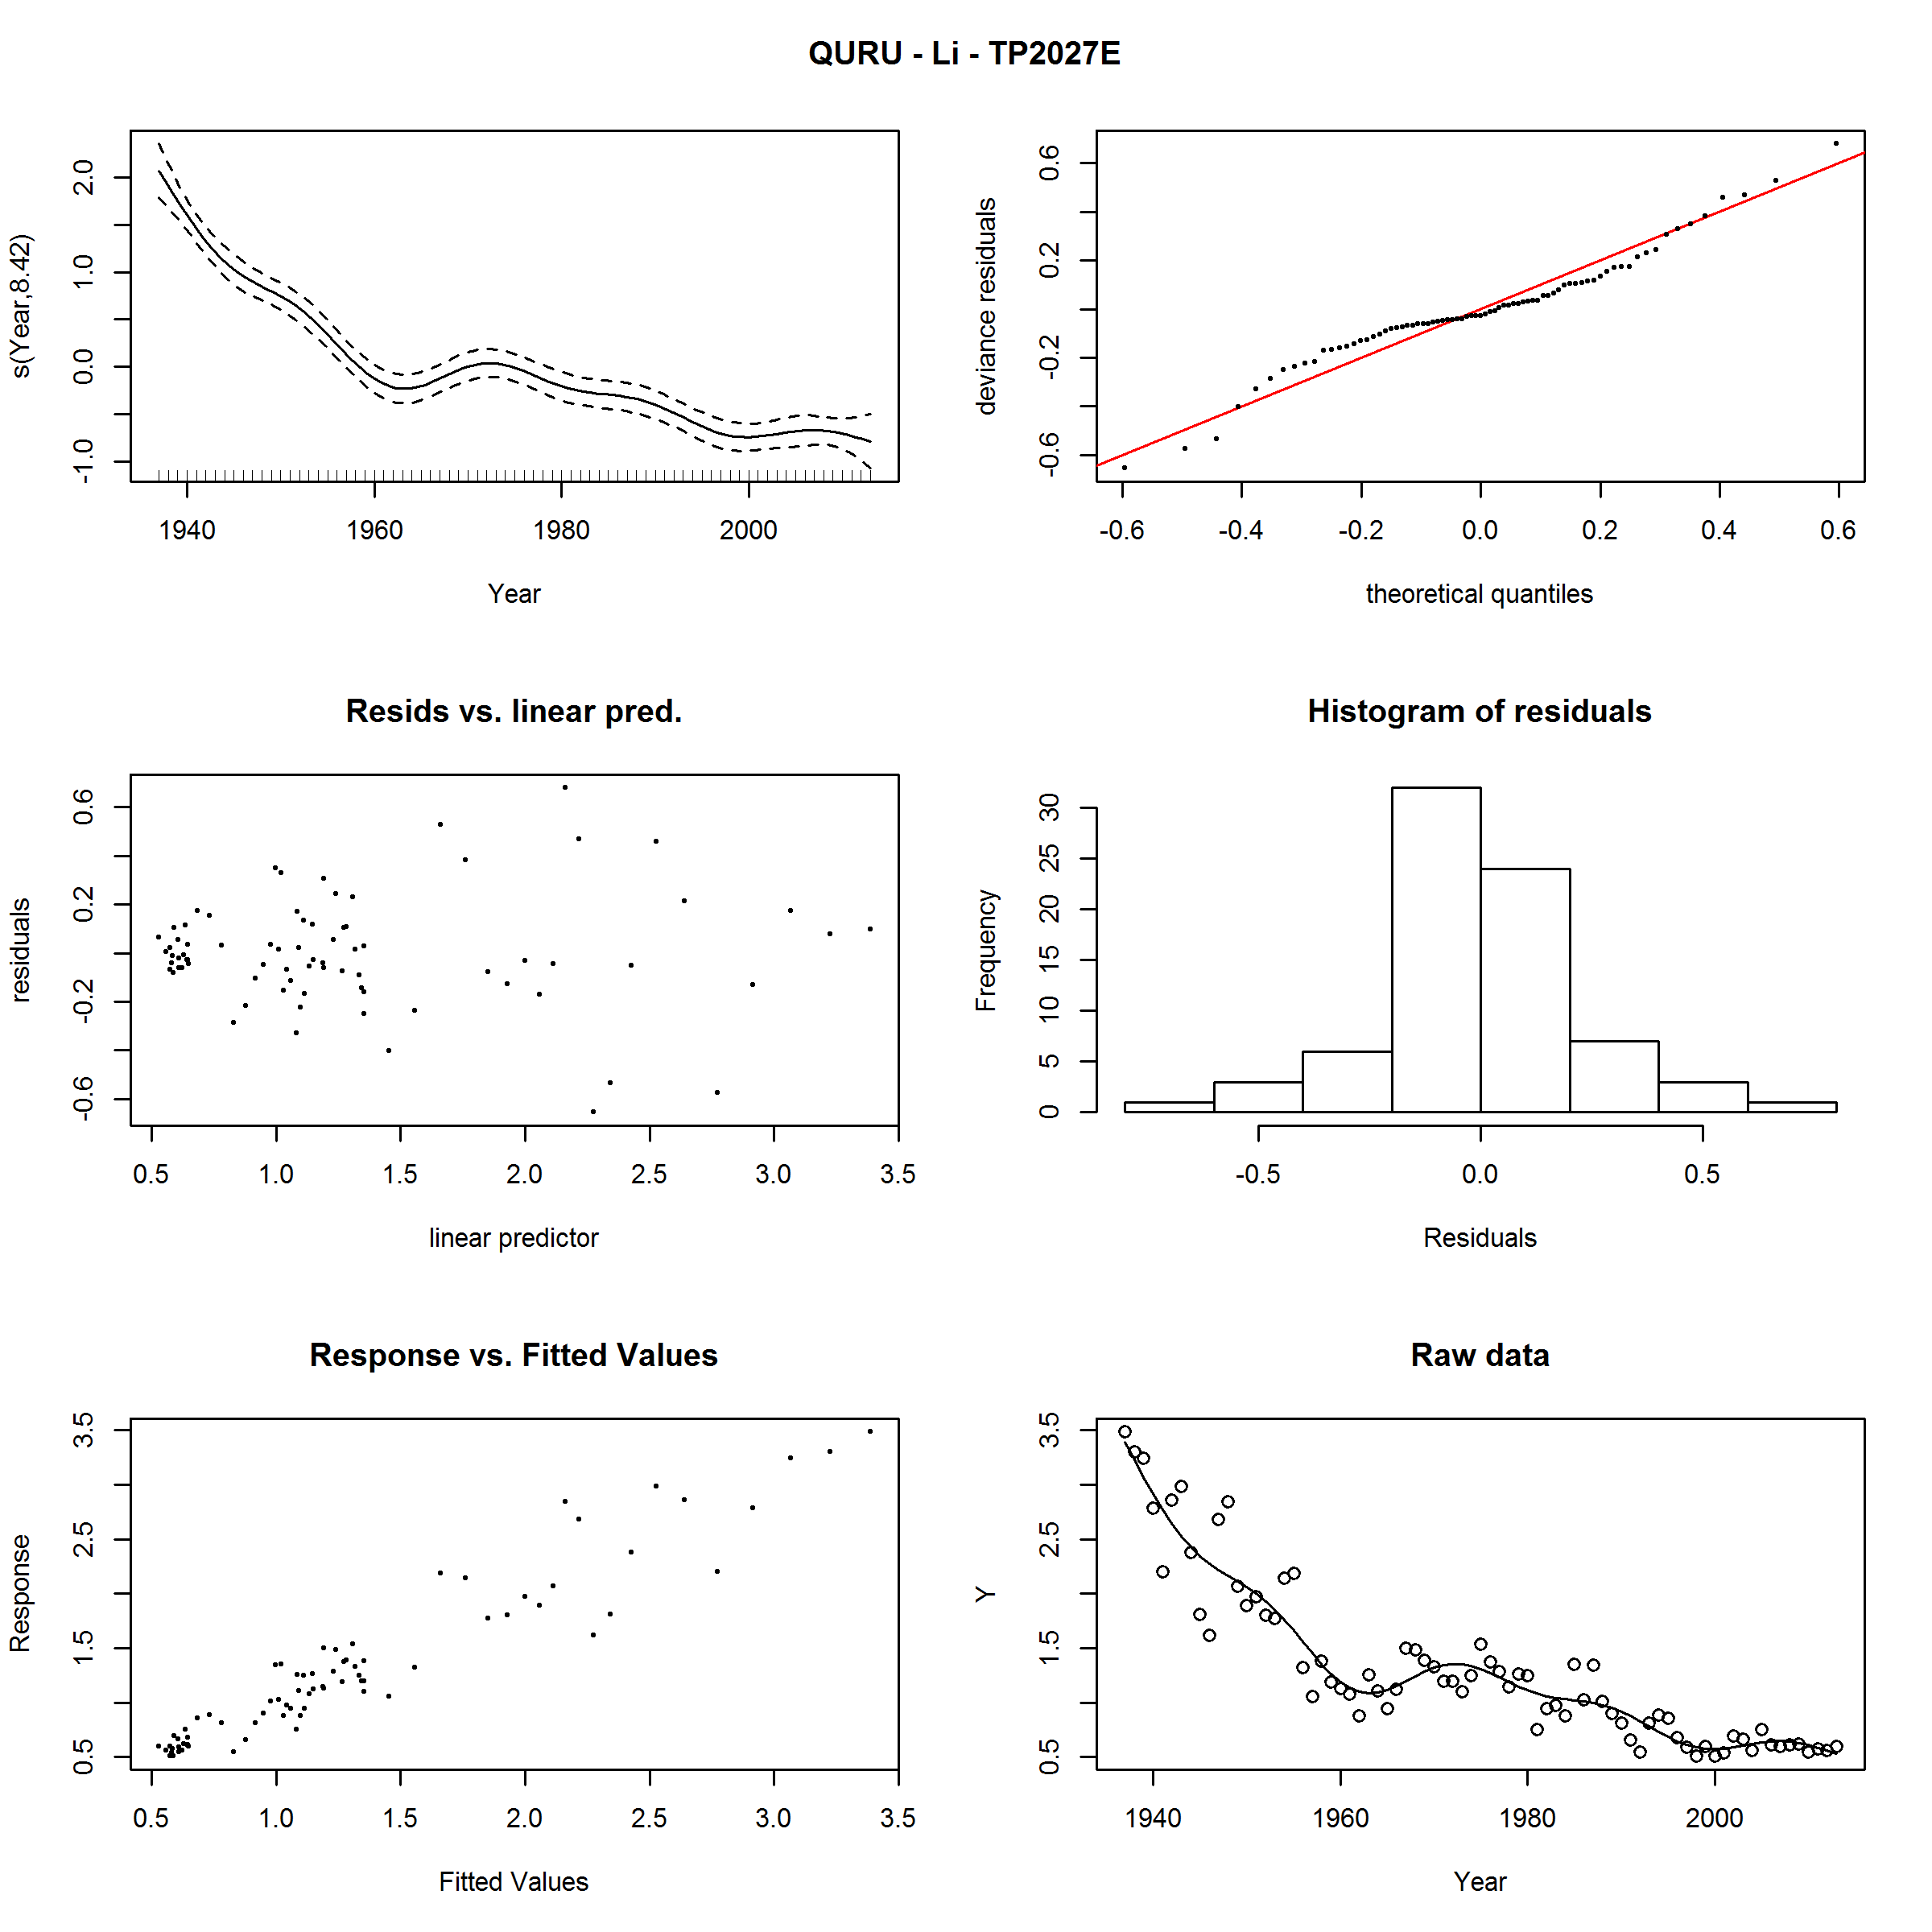 QURU - Li - TP2027E
s(Year,8.42)
-1.0 0.0 1.0 2.0
1940 1960 1980 2000
Year
deviance residuals
-0.6 -0.2 0.2 0.6
-0.6 -0.4 -0.2 0.0 0.2 0.4 0.6
theoretical quantiles
Resids vs. linear pred.
residuals
-0.6 -0.2 0.2 0.6
0.5 1.0 1.5 2.0 2.5 3.0 3.5
linear predictor
Histogram of residuals
Frequency
0 5 10 15 20 25 30
-0.5 0.0 0.5
Residuals
Response vs. Fitted Values
Response
0.5 1.5 2.5 3.5
0.5 1.0 1.5 2.0 2.5 3.0 3.5
Fitted Values
Raw data
Y
0.5 1.5 2.5 3.5
1940 1960 1980 2000
Year